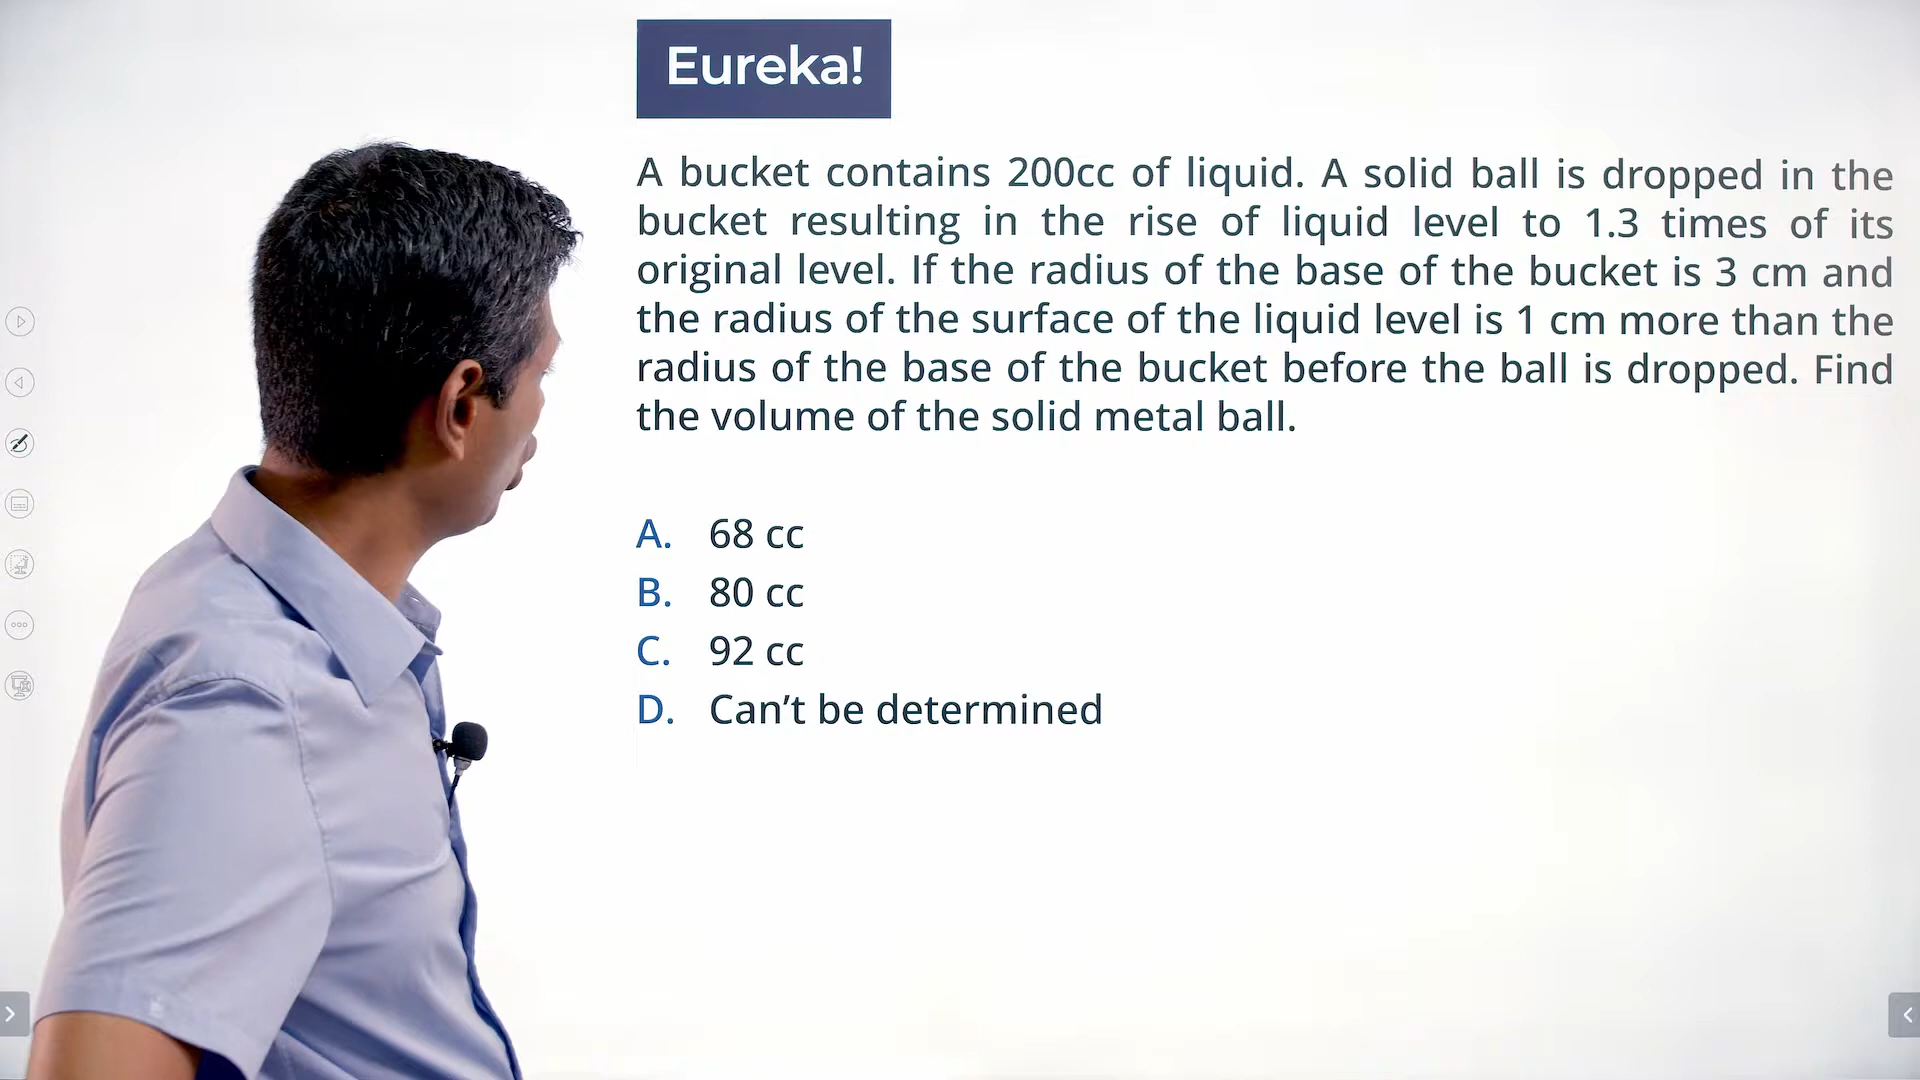 Eureka!
A bucket contains 200cc of liquid. A solid ball is dropped in the
bucket resulting in the rise of liquid level to 1.3 times of its
original level. If the radius of the base of the bucket is 3 cm and
the radius of the surface of the liquid level is 1 cm more than the
radius of the base of the bucket before the ball is dropped. Find
the volume of the solid metal ball.
A. 68 cc
B. 80 cc
C. 92 cc
D. Can’t be determined